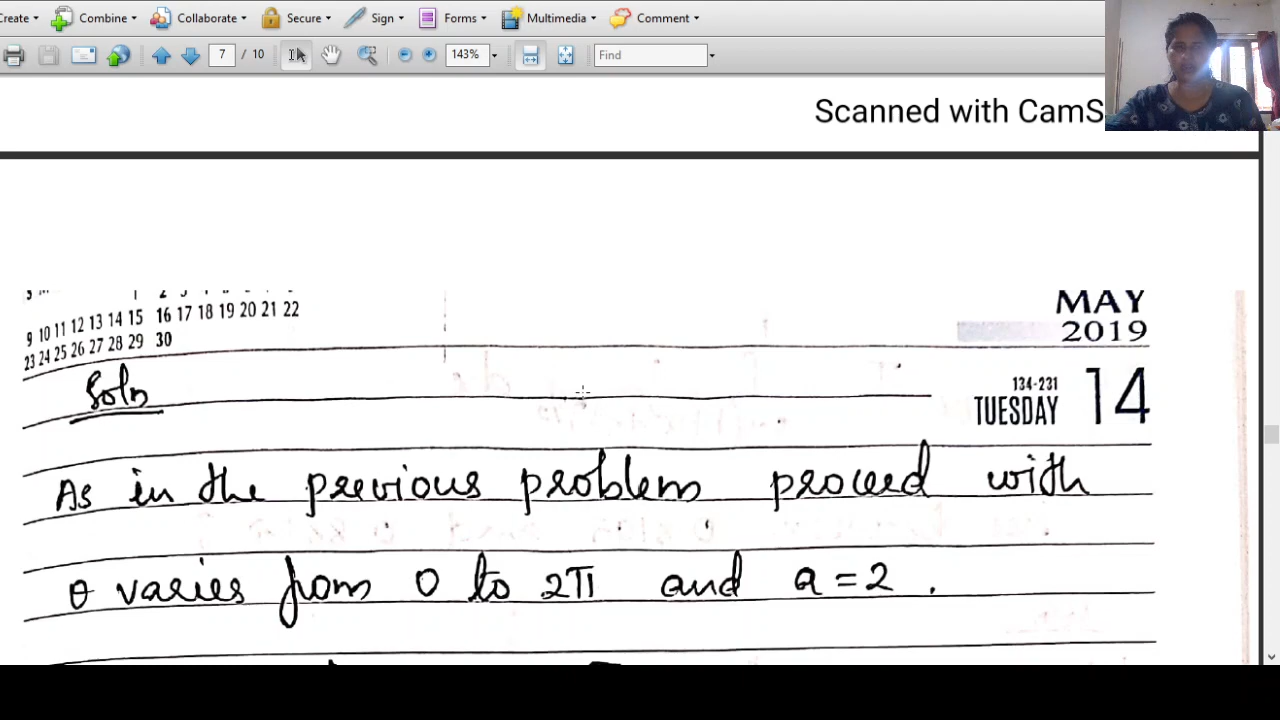 Create Combine Collaborate Secure Sign Forms Multimedia Comment
7 / 10 143% Find
Scanned with CamS
MAY
2019
1 2 3
9 10 11 12 13 14 15 16 17 18 19 20 21 22
23 24 25 26 27 28 29 30
134-231
TUESDAY 14
Soln
As in the previous problem proceed with
θ varies from 0 to 2π and a = 2 .